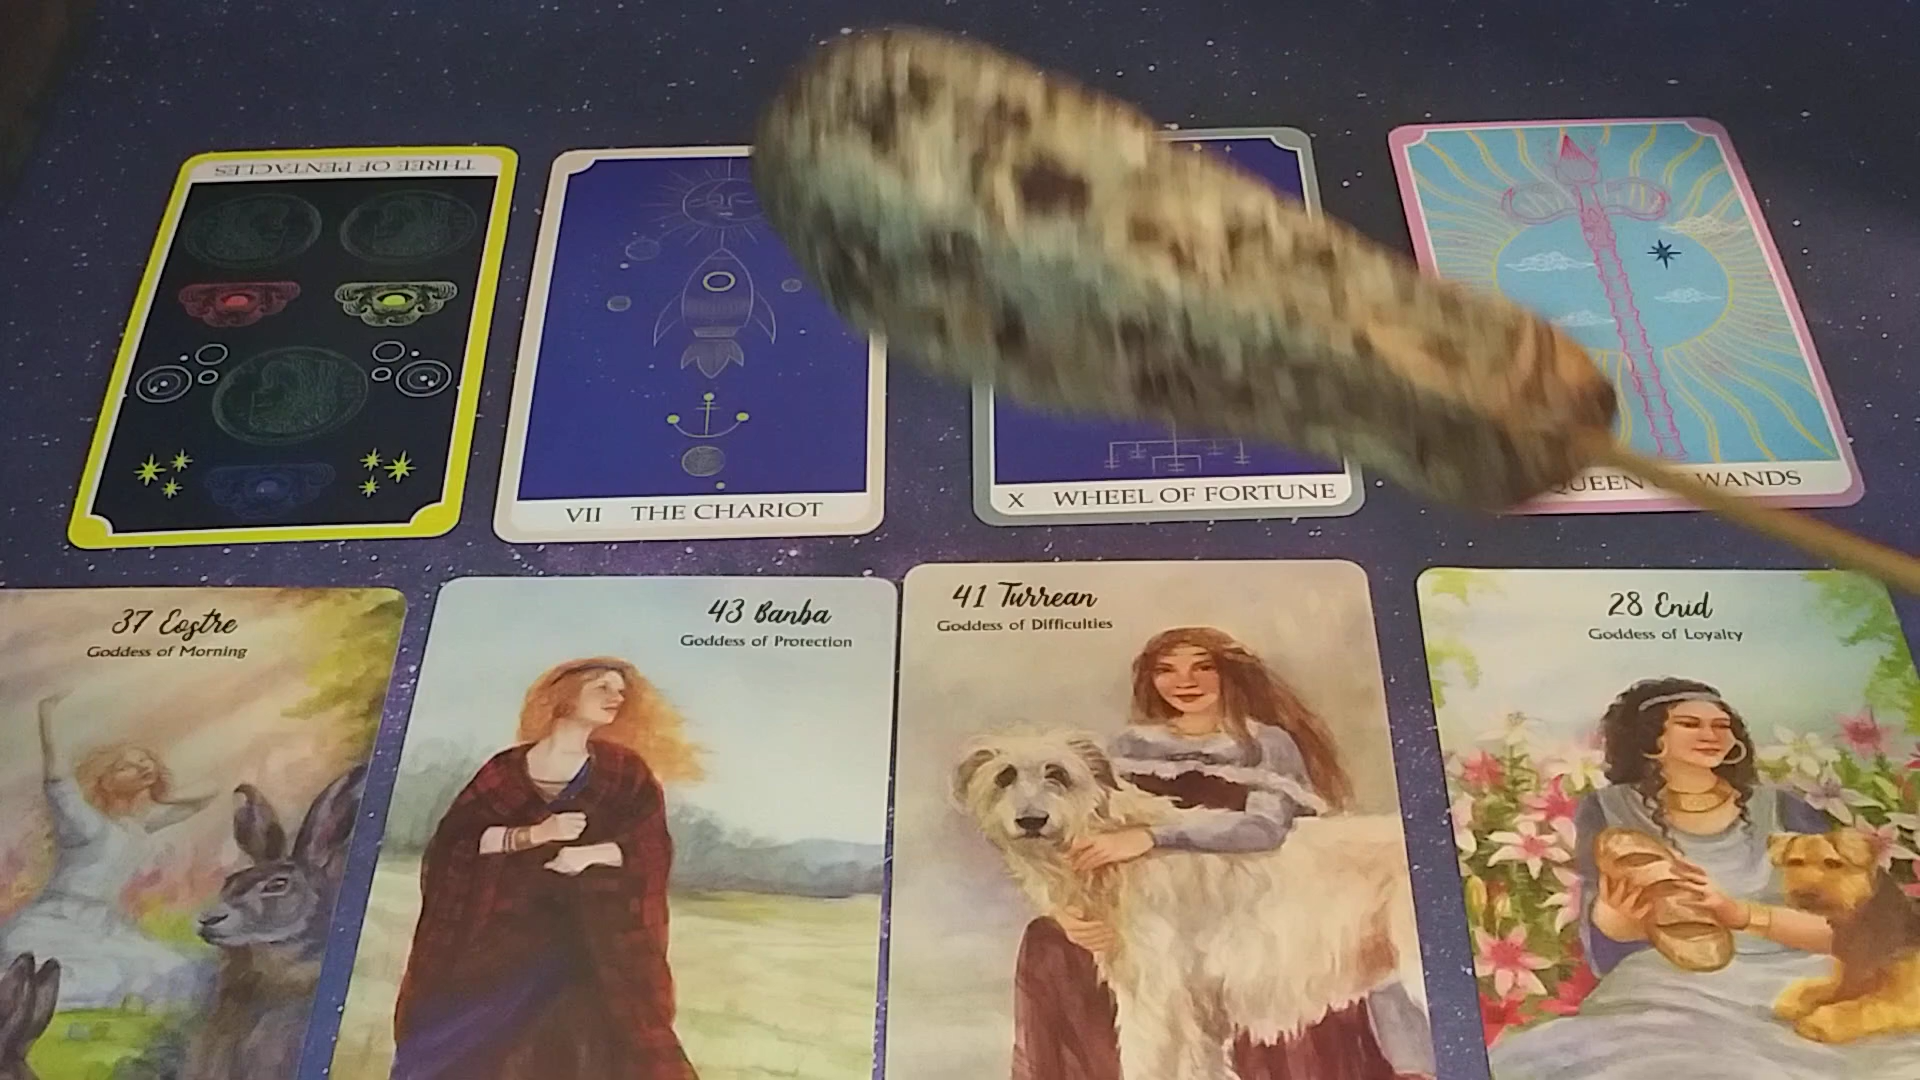 THREE OF PENTACLES
VII THE CHARIOT
X WHEEL OF FORTUNE
QUEEN OF WANDS
37 Eostre
Goddess of Morning
43 Banba
Goddess of Protection
41 Turrean
Goddess of Difficulties
28 Enid
Goddess of Loyalty